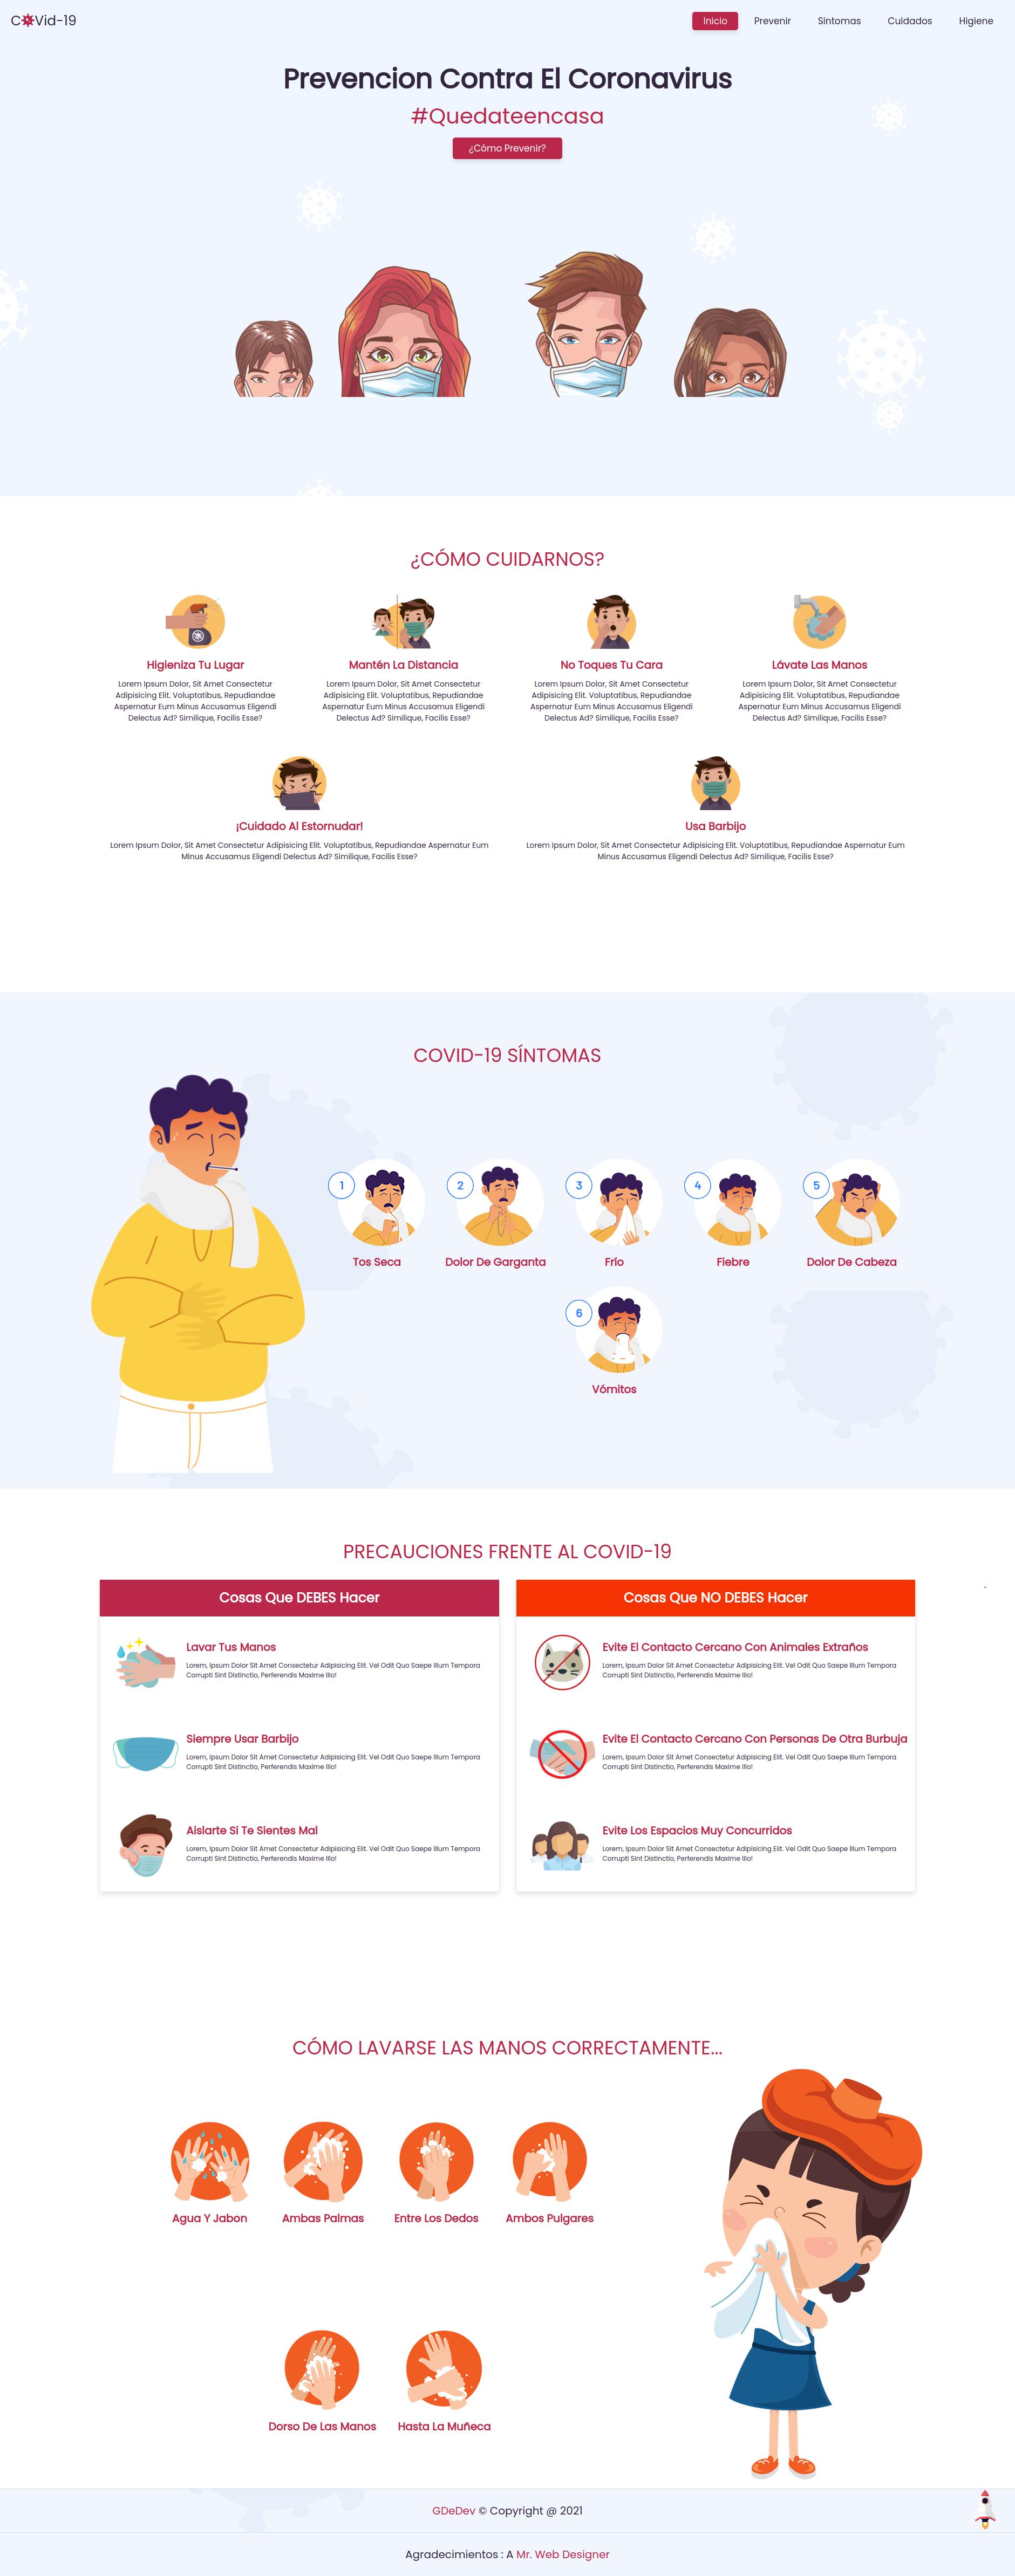 COVid-19
Inicio Prevenir Sintomas Cuidados Higiene
Prevencion Contra El Coronavirus
#Quedateencasa
¿Cómo Prevenir?
¿CÓMO CUIDARNOS?
Higieniza Tu Lugar
Lorem Ipsum Dolor, Sit Amet Consectetur
Adipisicing Elit. Voluptatibus, Repudiandae
Aspernatur Eum Minus Accusamus Eligendi
Delectus Ad? Similique, Facilis Esse?
Mantén La Distancia
Lorem Ipsum Dolor, Sit Amet Consectetur
Adipisicing Elit. Voluptatibus, Repudiandae
Aspernatur Eum Minus Accusamus Eligendi
Delectus Ad? Similique, Facilis Esse?
No Toques Tu Cara
Lorem Ipsum Dolor, Sit Amet Consectetur
Adipisicing Elit. Voluptatibus, Repudiandae
Aspernatur Eum Minus Accusamus Eligendi
Delectus Ad? Similique, Facilis Esse?
Lávate Las Manos
Lorem Ipsum Dolor, Sit Amet Consectetur
Adipisicing Elit. Voluptatibus, Repudiandae
Aspernatur Eum Minus Accusamus Eligendi
Delectus Ad? Similique, Facilis Esse?
¡Cuidado Al Estornudar!
Lorem Ipsum Dolor, Sit Amet Consectetur Adipisicing Elit. Voluptatibus, Repudiandae Aspernatur Eum
Minus Accusamus Eligendi Delectus Ad? Similique, Facilis Esse?
Usa Barbijo
Lorem Ipsum Dolor, Sit Amet Consectetur Adipisicing Elit. Voluptatibus, Repudiandae Aspernatur Eum
Minus Accusamus Eligendi Delectus Ad? Similique, Facilis Esse?
COVID-19 SÍNTOMAS
1
Tos Seca
2
Dolor De Garganta
3
Frío
4
Fiebre
5
Dolor De Cabeza
6
Vómitos
PRECAUCIONES FRENTE AL COVID-19
Cosas Que DEBES Hacer
Lavar Tus Manos
Lorem, Ipsum Dolor Sit Amet Consectetur Adipisicing Elit. Vel Odit Quo Saepe Illum Tempora
Corrupti Sint Distinctio, Perferendis Maxime Illo!
Siempre Usar Barbijo
Lorem, Ipsum Dolor Sit Amet Consectetur Adipisicing Elit. Vel Odit Quo Saepe Illum Tempora
Corrupti Sint Distinctio, Perferendis Maxime Illo!
Aislarte Si Te Sientes Mal
Lorem, Ipsum Dolor Sit Amet Consectetur Adipisicing Elit. Vel Odit Quo Saepe Illum Tempora
Corrupti Sint Distinctio, Perferendis Maxime Illo!
Cosas Que NO DEBES Hacer
Evite El Contacto Cercano Con Animales Extraños
Lorem, Ipsum Dolor Sit Amet Consectetur Adipisicing Elit. Vel Odit Quo Saepe Illum Tempora
Corrupti Sint Distinctio, Perferendis Maxime Illo!
Evite El Contacto Cercano Con Personas De Otra Burbuja
Lorem, Ipsum Dolor Sit Amet Consectetur Adipisicing Elit. Vel Odit Quo Saepe Illum Tempora
Corrupti Sint Distinctio, Perferendis Maxime Illo!
Evite Los Espacios Muy Concurridos
Lorem, Ipsum Dolor Sit Amet Consectetur Adipisicing Elit. Vel Odit Quo Saepe Illum Tempora
Corrupti Sint Distinctio, Perferendis Maxime Illo!
-
CÓMO LAVARSE LAS MANOS CORRECTAMENTE...
Agua Y Jabon
Ambas Palmas
Entre Los Dedos
Ambos Pulgares
Dorso De Las Manos
Hasta La Muñeca
GDeDev © Copyright @ 2021
Agradecimientos : A Mr. Web Designer